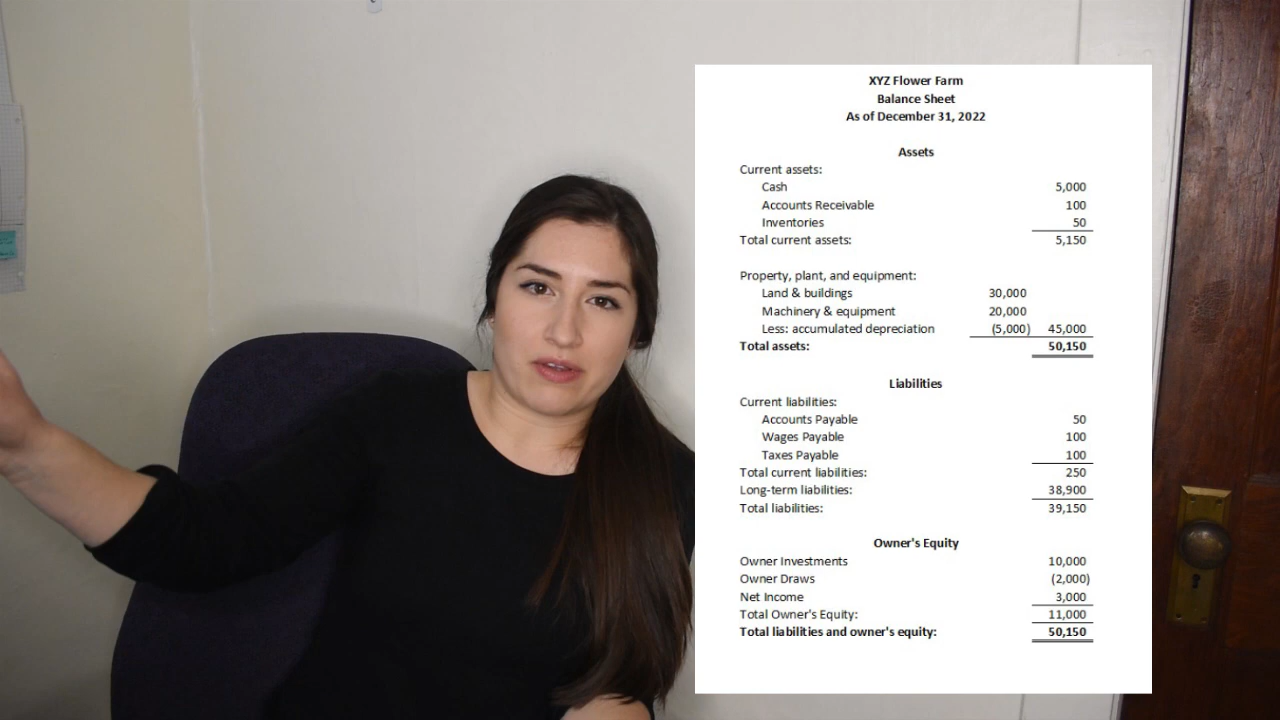 XYZ Flower Farm
Balance Sheet
As of December 31, 2022
Assets
Current assets:
Cash 5,000
Accounts Receivable 100
Inventories 50
Total current assets: 5,150
Property, plant, and equipment:
Land & buildings 30,000
Machinery & equipment 20,000
Less: accumulated depreciation (5,000) 45,000
Total assets: 50,150
Liabilities
Current liabilities:
Accounts Payable 50
Wages Payable 100
Taxes Payable 100
Total current liabilities: 250
Long-term liabilities: 38,900
Total liabilities: 39,150
Owner's Equity
Owner Investments 10,000
Owner Draws (2,000)
Net Income 3,000
Total Owner's Equity: 11,000
Total liabilities and owner's equity: 50,150